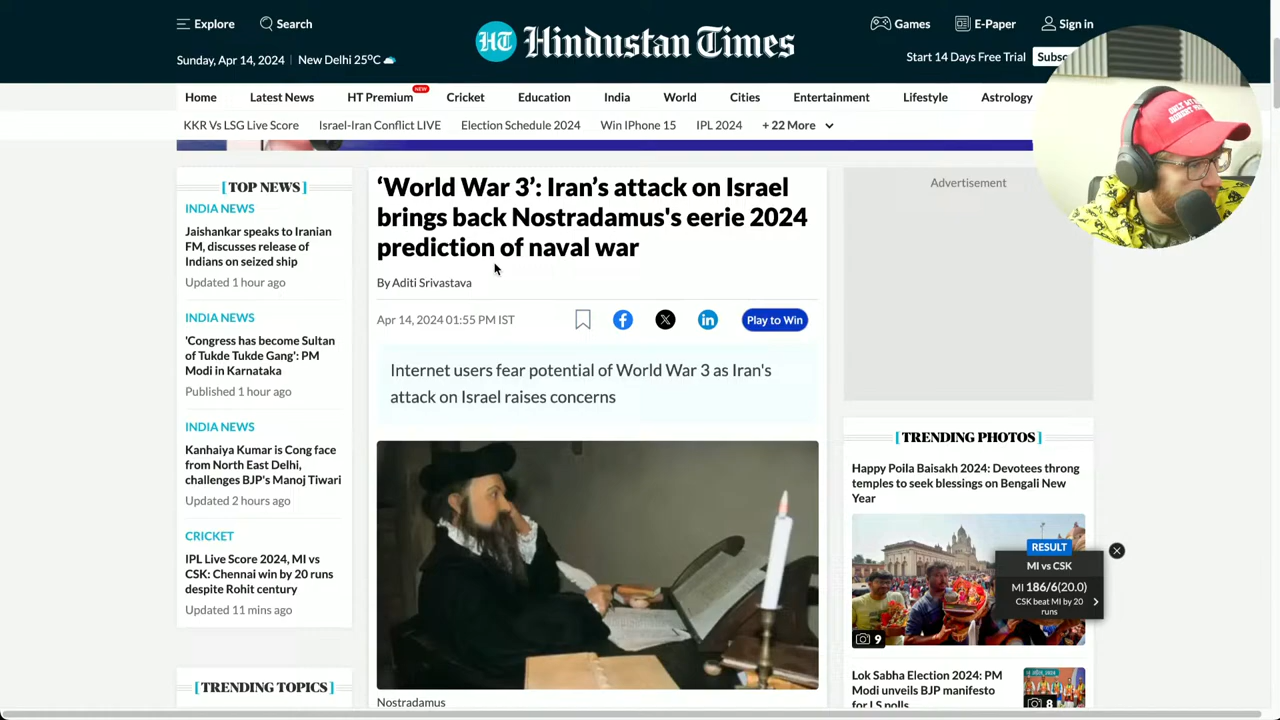 Explore
Search
HT
Hindustan Times
Games
E-Paper
Sign in
Sunday, Apr 14, 2024
New Delhi 25°C
Start 14 Days Free Trial
Home
Latest News
HT Premium
NEW
Cricket
Education
India
World
Cities
Entertainment
Lifestyle
Astrology
KKR Vs LSG Live Score
Israel-Iran Conflict LIVE
Election Schedule 2024
Win IPhone 15
IPL 2024
+ 22 More
TOP NEWS
INDIA NEWS
Jaishankar speaks to Iranian
FM, discusses release of
Indians on seized ship
Updated 1 hour ago
INDIA NEWS
'Congress has become Sultan
of Tukde Tukde Gang': PM
Modi in Karnataka
Published 1 hour ago
INDIA NEWS
Kanhaiya Kumar is Cong face
from North East Delhi,
challenges BJP's Manoj Tiwari
Updated 2 hours ago
CRICKET
IPL Live Score 2024, MI vs
CSK: Chennai win by 20 runs
despite Rohit century
Updated 11 mins ago
TRENDING TOPICS
‘World War 3’: Iran’s attack on Israel
brings back Nostradamus's eerie 2024
prediction of naval war
By Aditi Srivastava
Apr 14, 2024 01:55 PM IST
Play to Win
Internet users fear potential of World War 3 as Iran's
attack on Israel raises concerns
Nostradamus
Advertisement
TRENDING PHOTOS
Happy Poila Baisakh 2024: Devotees throng
temples to seek blessings on Bengali New
Year
RESULT
MI vs CSK
MI 186/6(20.0)
CSK beat MI by 20
runs
9
Lok Sabha Election 2024: PM
Modi unveils BJP manifesto
for LS polls
8